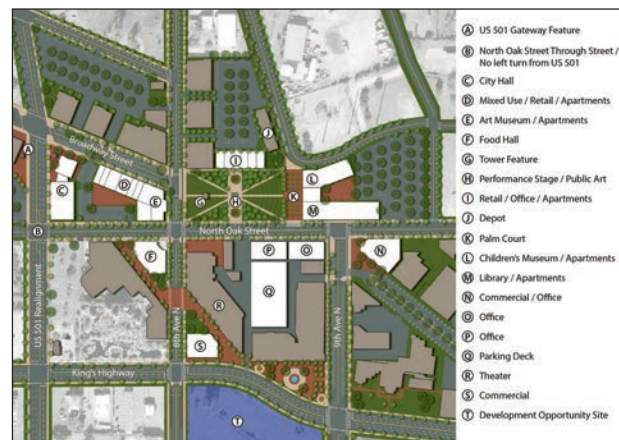 A US 501 Gateway Feature
B North Oak Street Through Street /
No left turn from US 501
C City Hall
D Mixed Use / Retail / Apartments
E Art Museum / Apartments
F Food Hall
G Tower Feature
H Performance Stage / Public Art
I Retail / Office / Apartments
J Depot
K Palm Court
L Children's Museum / Apartments
M Library / Apartments
N Commercial / Office
O Office
P Office
Q Parking Deck
R Theater
S Commercial
T Development Opportunity Site
Broadway Street
North Oak Street
US 501 Realignment
8th Ave N
9th Ave N
King's Highway
A
B
C
D
E
F
G
H
I
J
K
L
M
N
O
P
Q
R
S
T